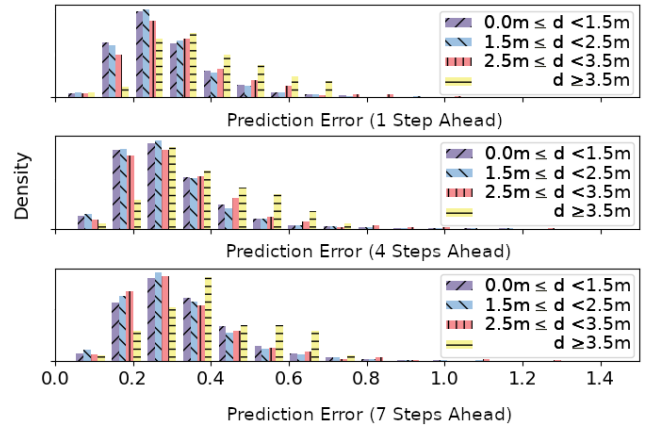 0.0m ≤ d <1.5m
1.5m ≤ d <2.5m
2.5m ≤ d <3.5m
d ≥3.5m
Prediction Error (1 Step Ahead)
0.0m ≤ d <1.5m
1.5m ≤ d <2.5m
2.5m ≤ d <3.5m
d ≥3.5m
Density
Prediction Error (4 Steps Ahead)
0.0m ≤ d <1.5m
1.5m ≤ d <2.5m
2.5m ≤ d <3.5m
d ≥3.5m
0.0 0.2 0.4 0.6 0.8 1.0 1.2 1.4
Prediction Error (7 Steps Ahead)